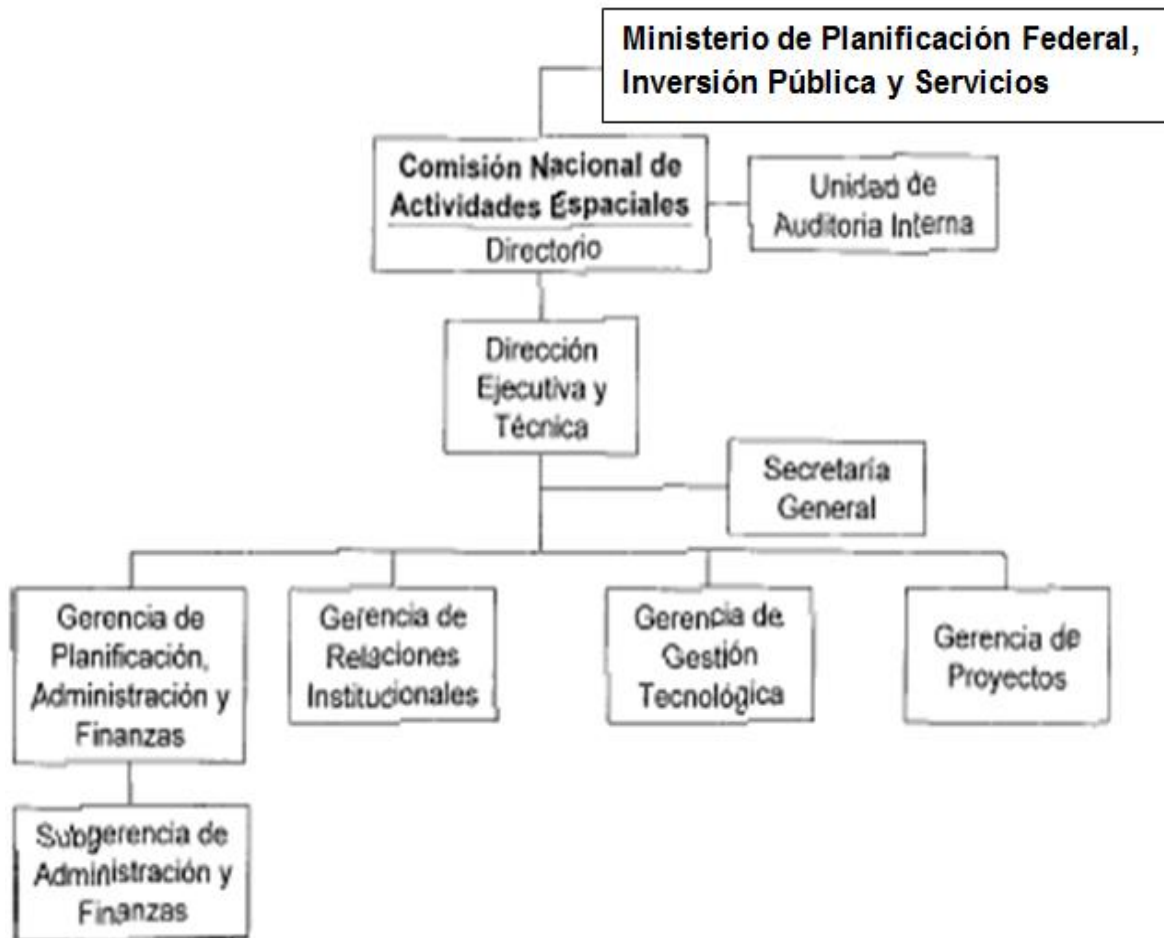 Ministerio de Planificación Federal,
Inversión Pública y Servicios
Comisión Nacional de
Actividades Espaciales
Directorio
Unidad de
Auditoria Interna
Dirección
Ejecutiva y
Técnica
Secretaría
General
Gerencia de
Planificación,
Administración y
Finanzas
Gerencia de
Relaciones
Institucionales
Gerencia de
Gestión
Tecnológica
Gerencia de
Proyectos
Subgerencia de
Administración y
Finanzas